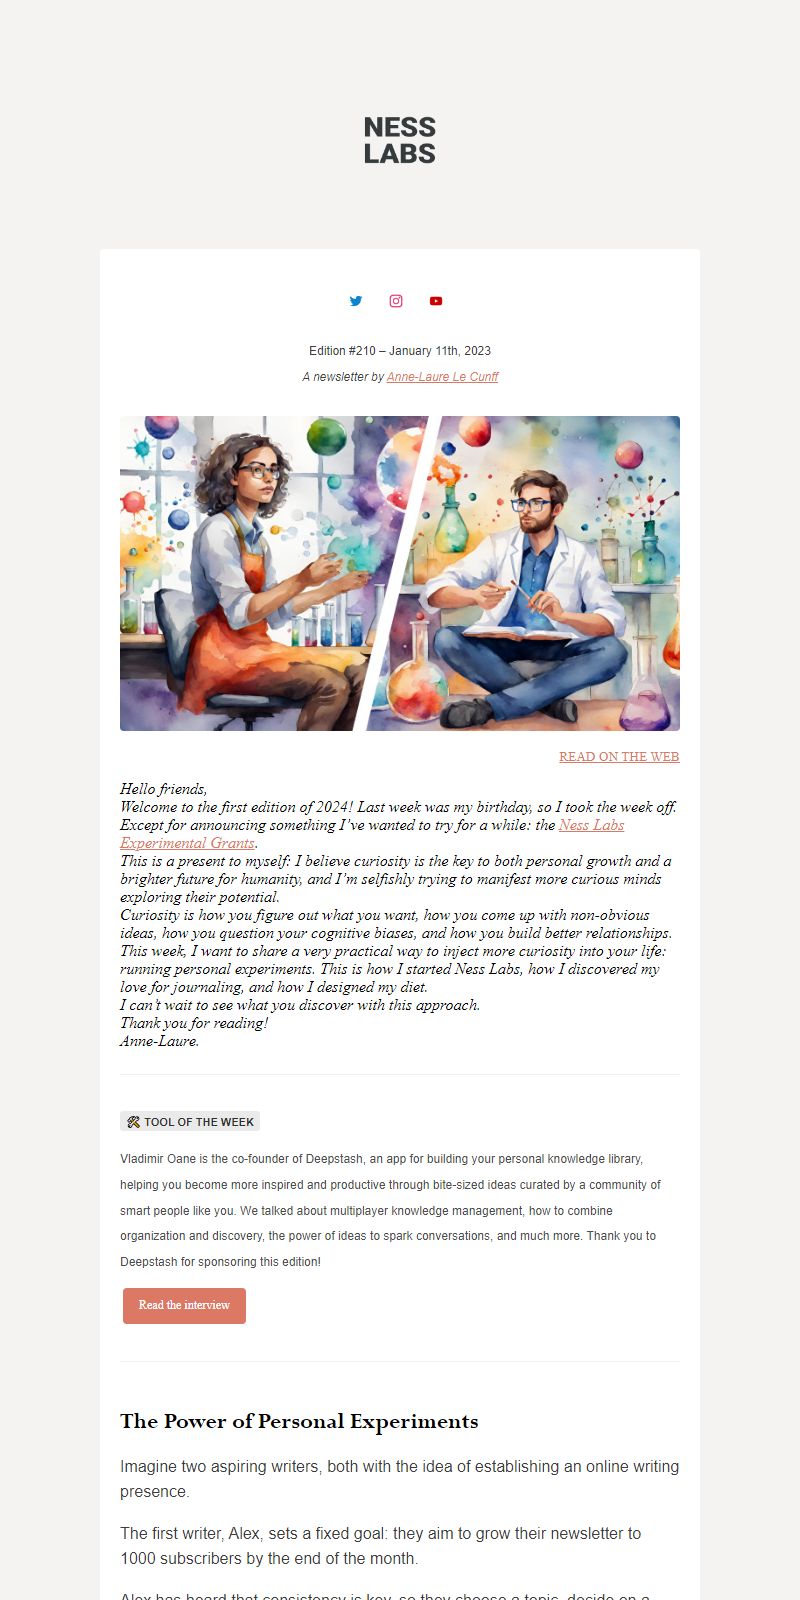 NESS
LABS
Edition #210 – January 11th, 2023
A newsletter by Anne-Laure Le Cunff
READ ON THE WEB
Hello friends,
Welcome to the first edition of 2024! Last week was my birthday, so I took the week off.
Except for announcing something I’ve wanted to try for a while: the Ness Labs
Experimental Grants.
This is a present to myself: I believe curiosity is the key to both personal growth and a
brighter future for humanity, and I’m selfishly trying to manifest more curious minds
exploring their potential.
Curiosity is how you figure out what you want, how you come up with non-obvious
ideas, how you question your cognitive biases, and how you build better relationships.
This week, I want to share a very practical way to inject more curiosity into your life:
running personal experiments. This is how I started Ness Labs, how I discovered my
love for journaling, and how I designed my diet.
I can’t wait to see what you discover with this approach.
Thank you for reading!
Anne-Laure.
🛠 TOOL OF THE WEEK
Vladimir Oane is the co-founder of Deepstash, an app for building your personal knowledge library,
helping you become more inspired and productive through bite-sized ideas curated by a community of
smart people like you. We talked about multiplayer knowledge management, how to combine
organization and discovery, the power of ideas to spark conversations, and much more. Thank you to
Deepstash for sponsoring this edition!
Read the interview
The Power of Personal Experiments
Imagine two aspiring writers, both with the idea of establishing an online writing
presence.
The first writer, Alex, sets a fixed goal: they aim to grow their newsletter to
1000 subscribers by the end of the month.
Alex has heard that consistency is key, so they choose a topic, decide on a